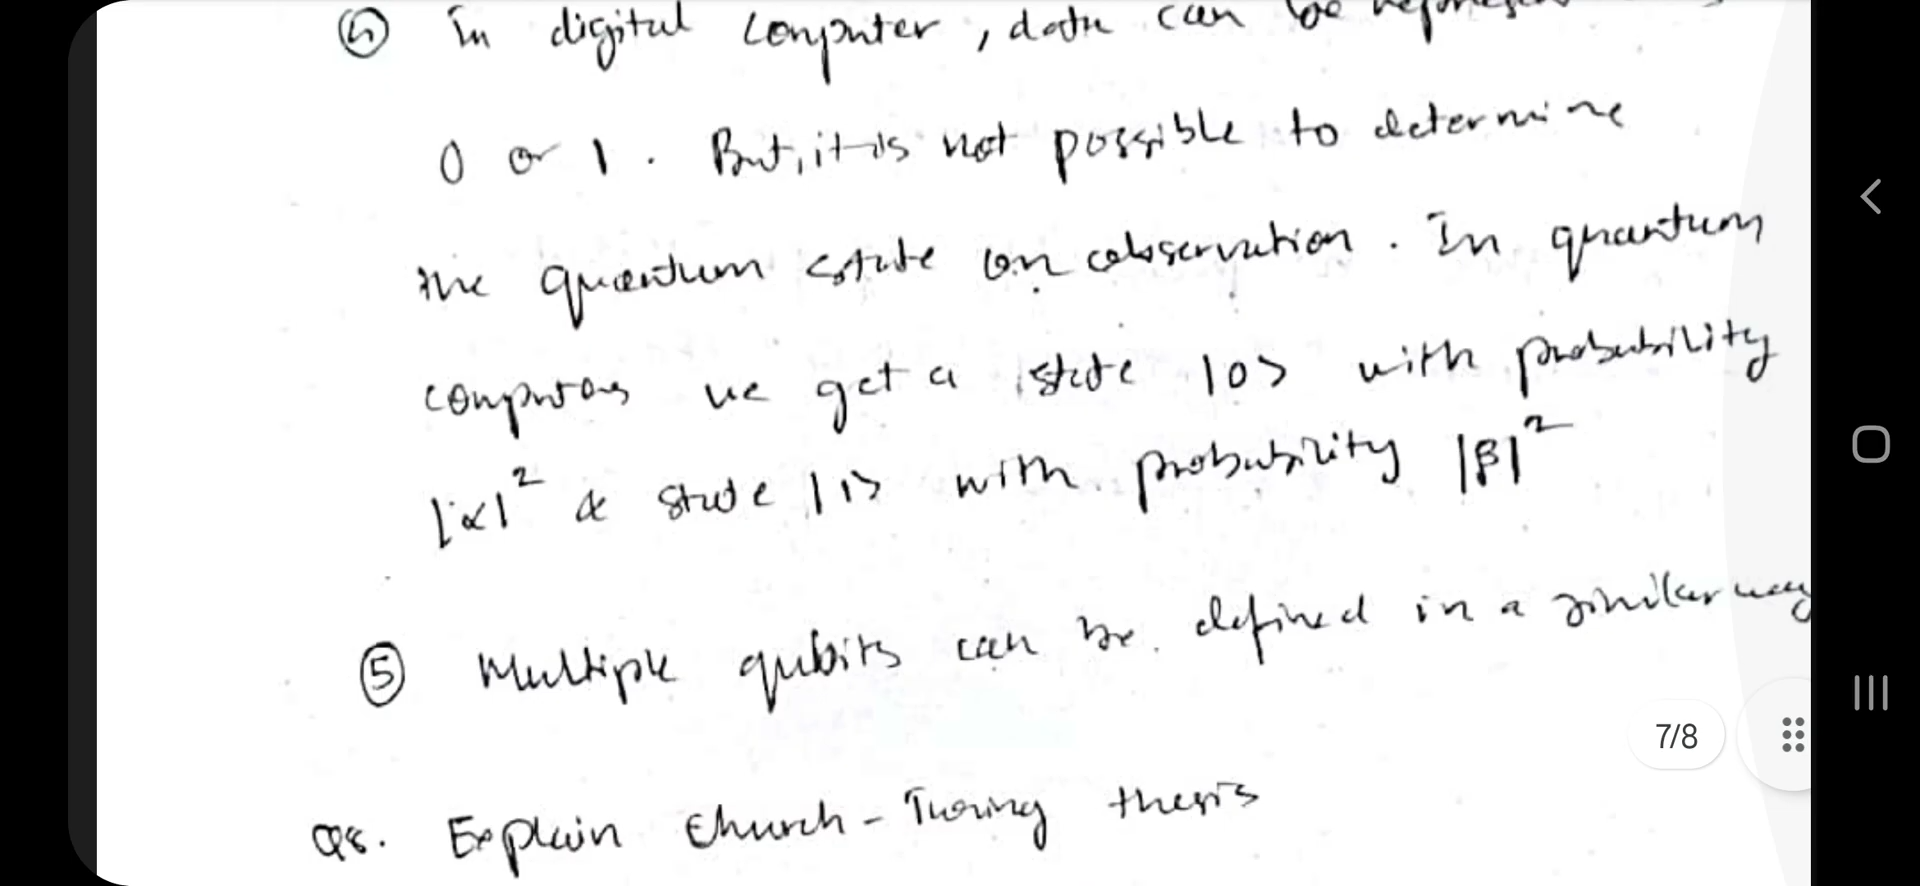 ④ In digital computer, data can be represen
0 or 1. But, it is not possible to determine
the quantum state on observation. In quantum
computers we get a state |0> with probability
|α|² & state |1> with probability |β|²
⑤ Multiple qubits can be defined in a similar way
7/8
Q8. Explain Church-Turing thesis